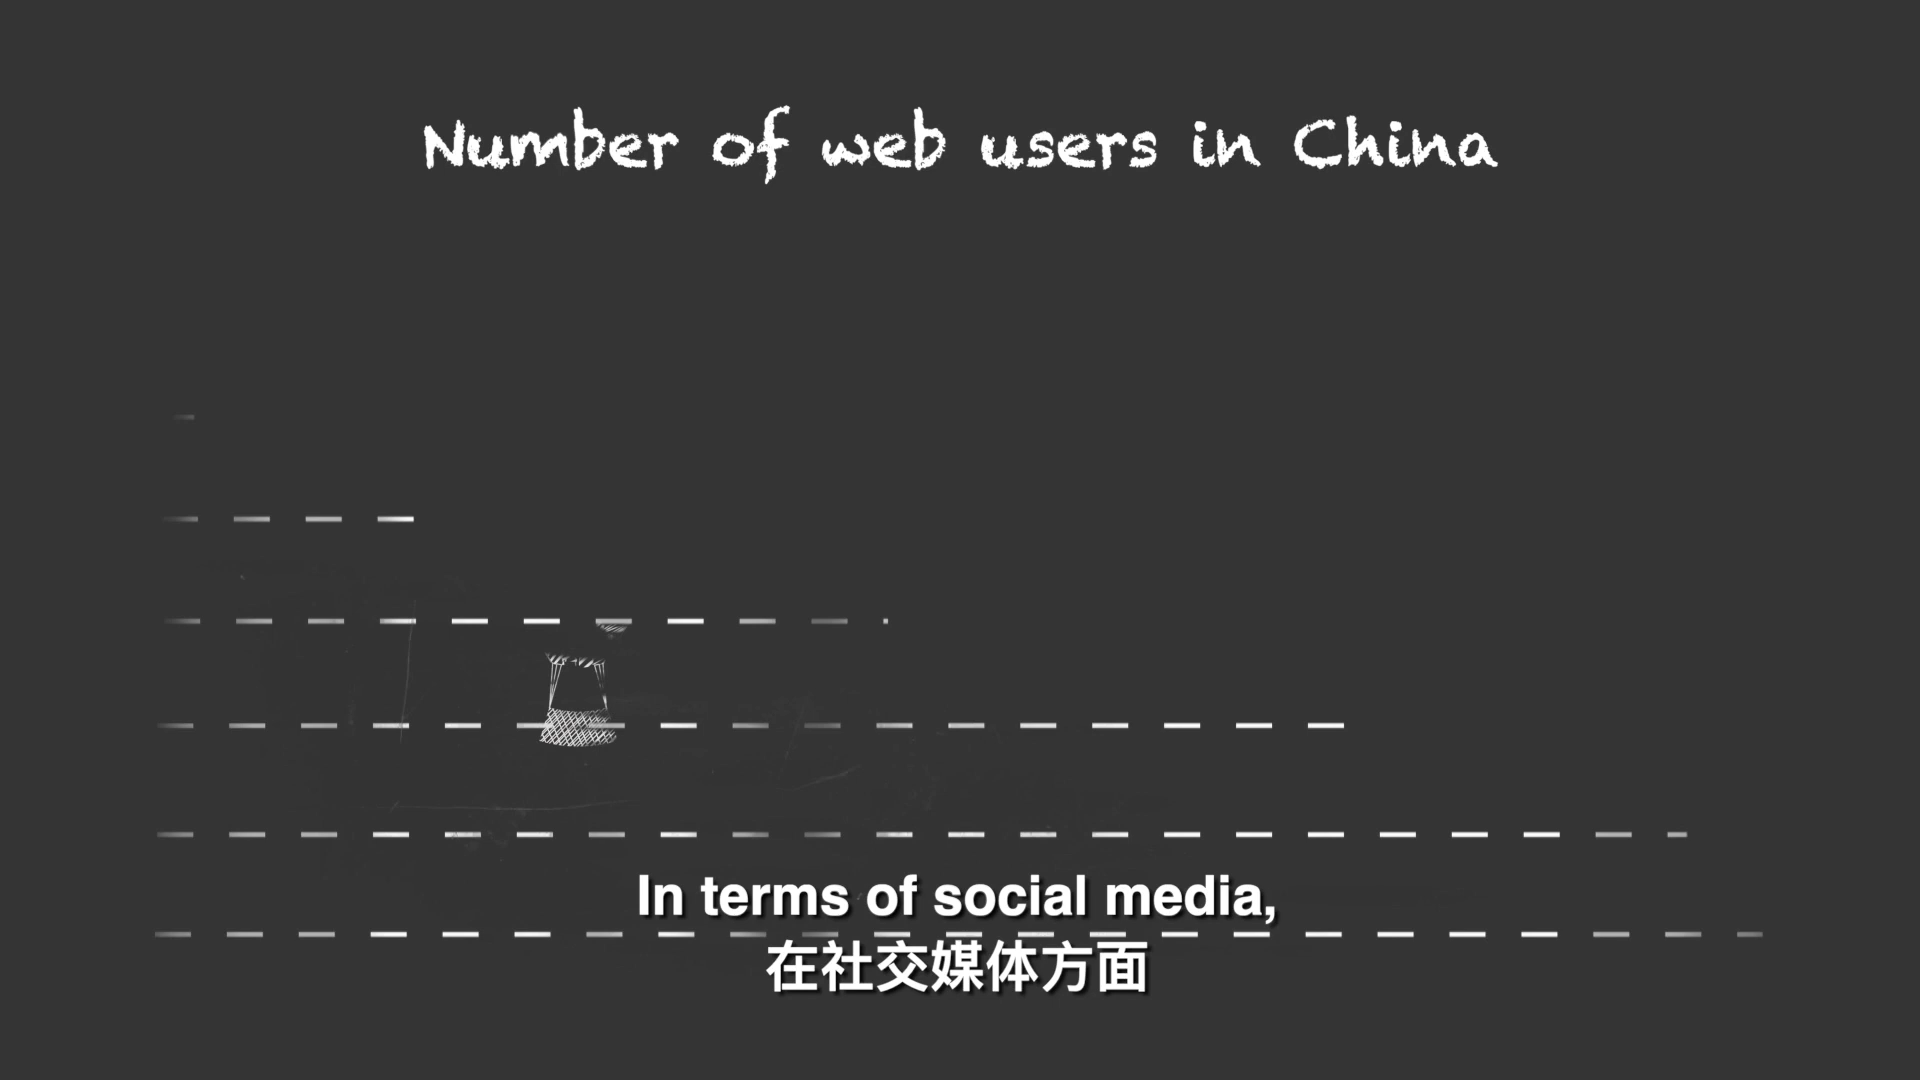 Number of web users in China
In terms of social media,
在社交媒体方面